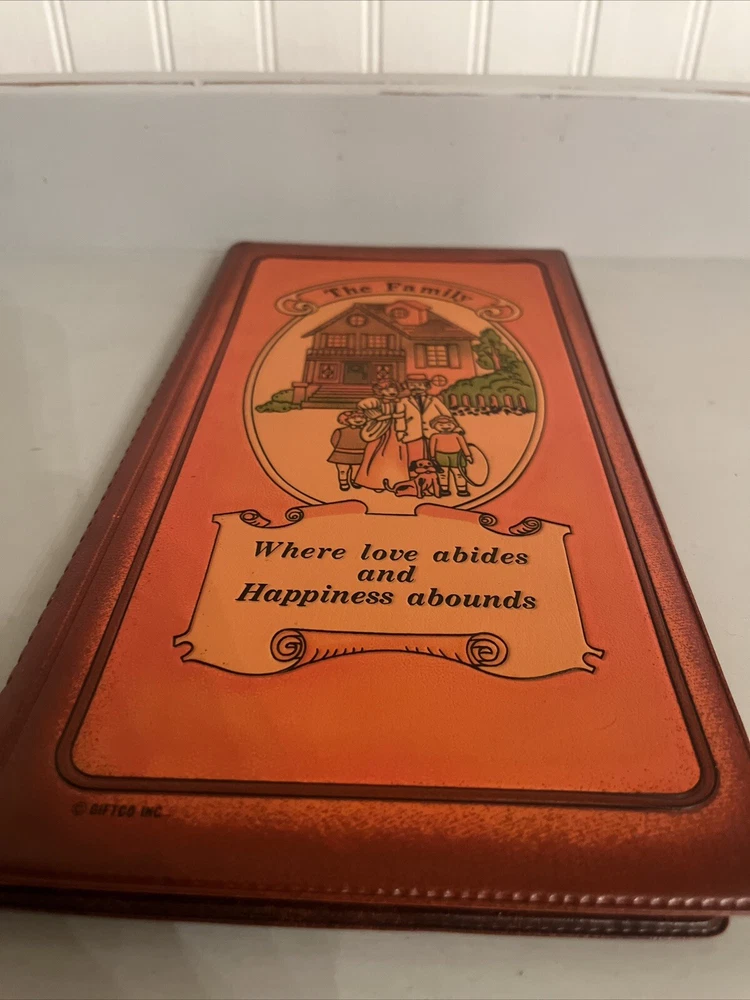 The Family
Where love abides
and
Happiness abounds
© GIFTCO INC.